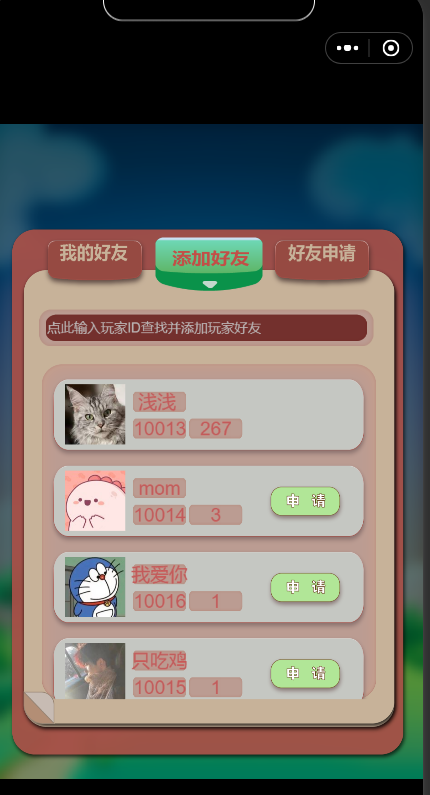 我的好友 添加好友 好友申请
点此输入玩家ID查找并添加玩家好友
浅浅
10013 267
mom
10014 3
申 请
我爱你
10016 1
申 请
只吃鸡
10015 1
申 请